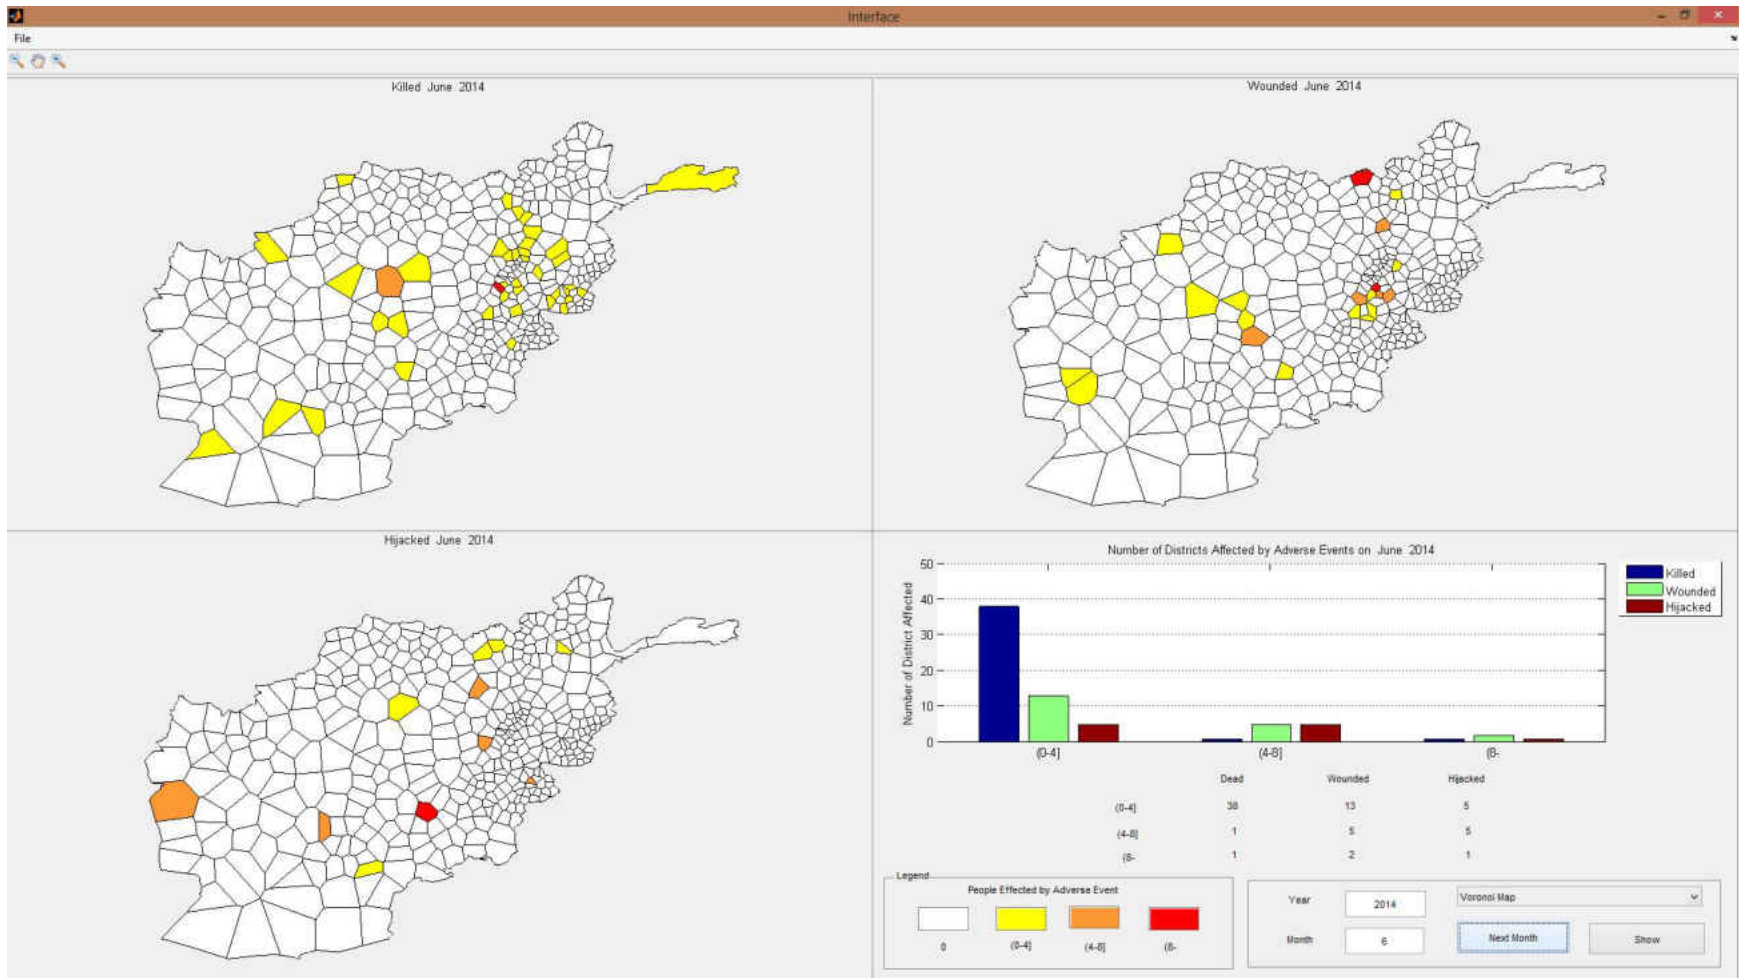 Interface
File
Killed June 2014
Wounded June 2014
Hijacked June 2014
Number of Districts Affected by Adverse Events on June 2014
Number of District Affected
50
40
30
20
10
0
(0-4]
(4-8]
(8-
Killed
Wounded
Hijacked
Dead Wounded Hijacked
(0-4] 38 13 5
(4-8] 1 5 5
(8- 1 2 1
Legend
People Effected by Adverse Event
0 (0-4] (4-8] (8-
Year 2014 Voronoi Map
Month 6 Next Month Show